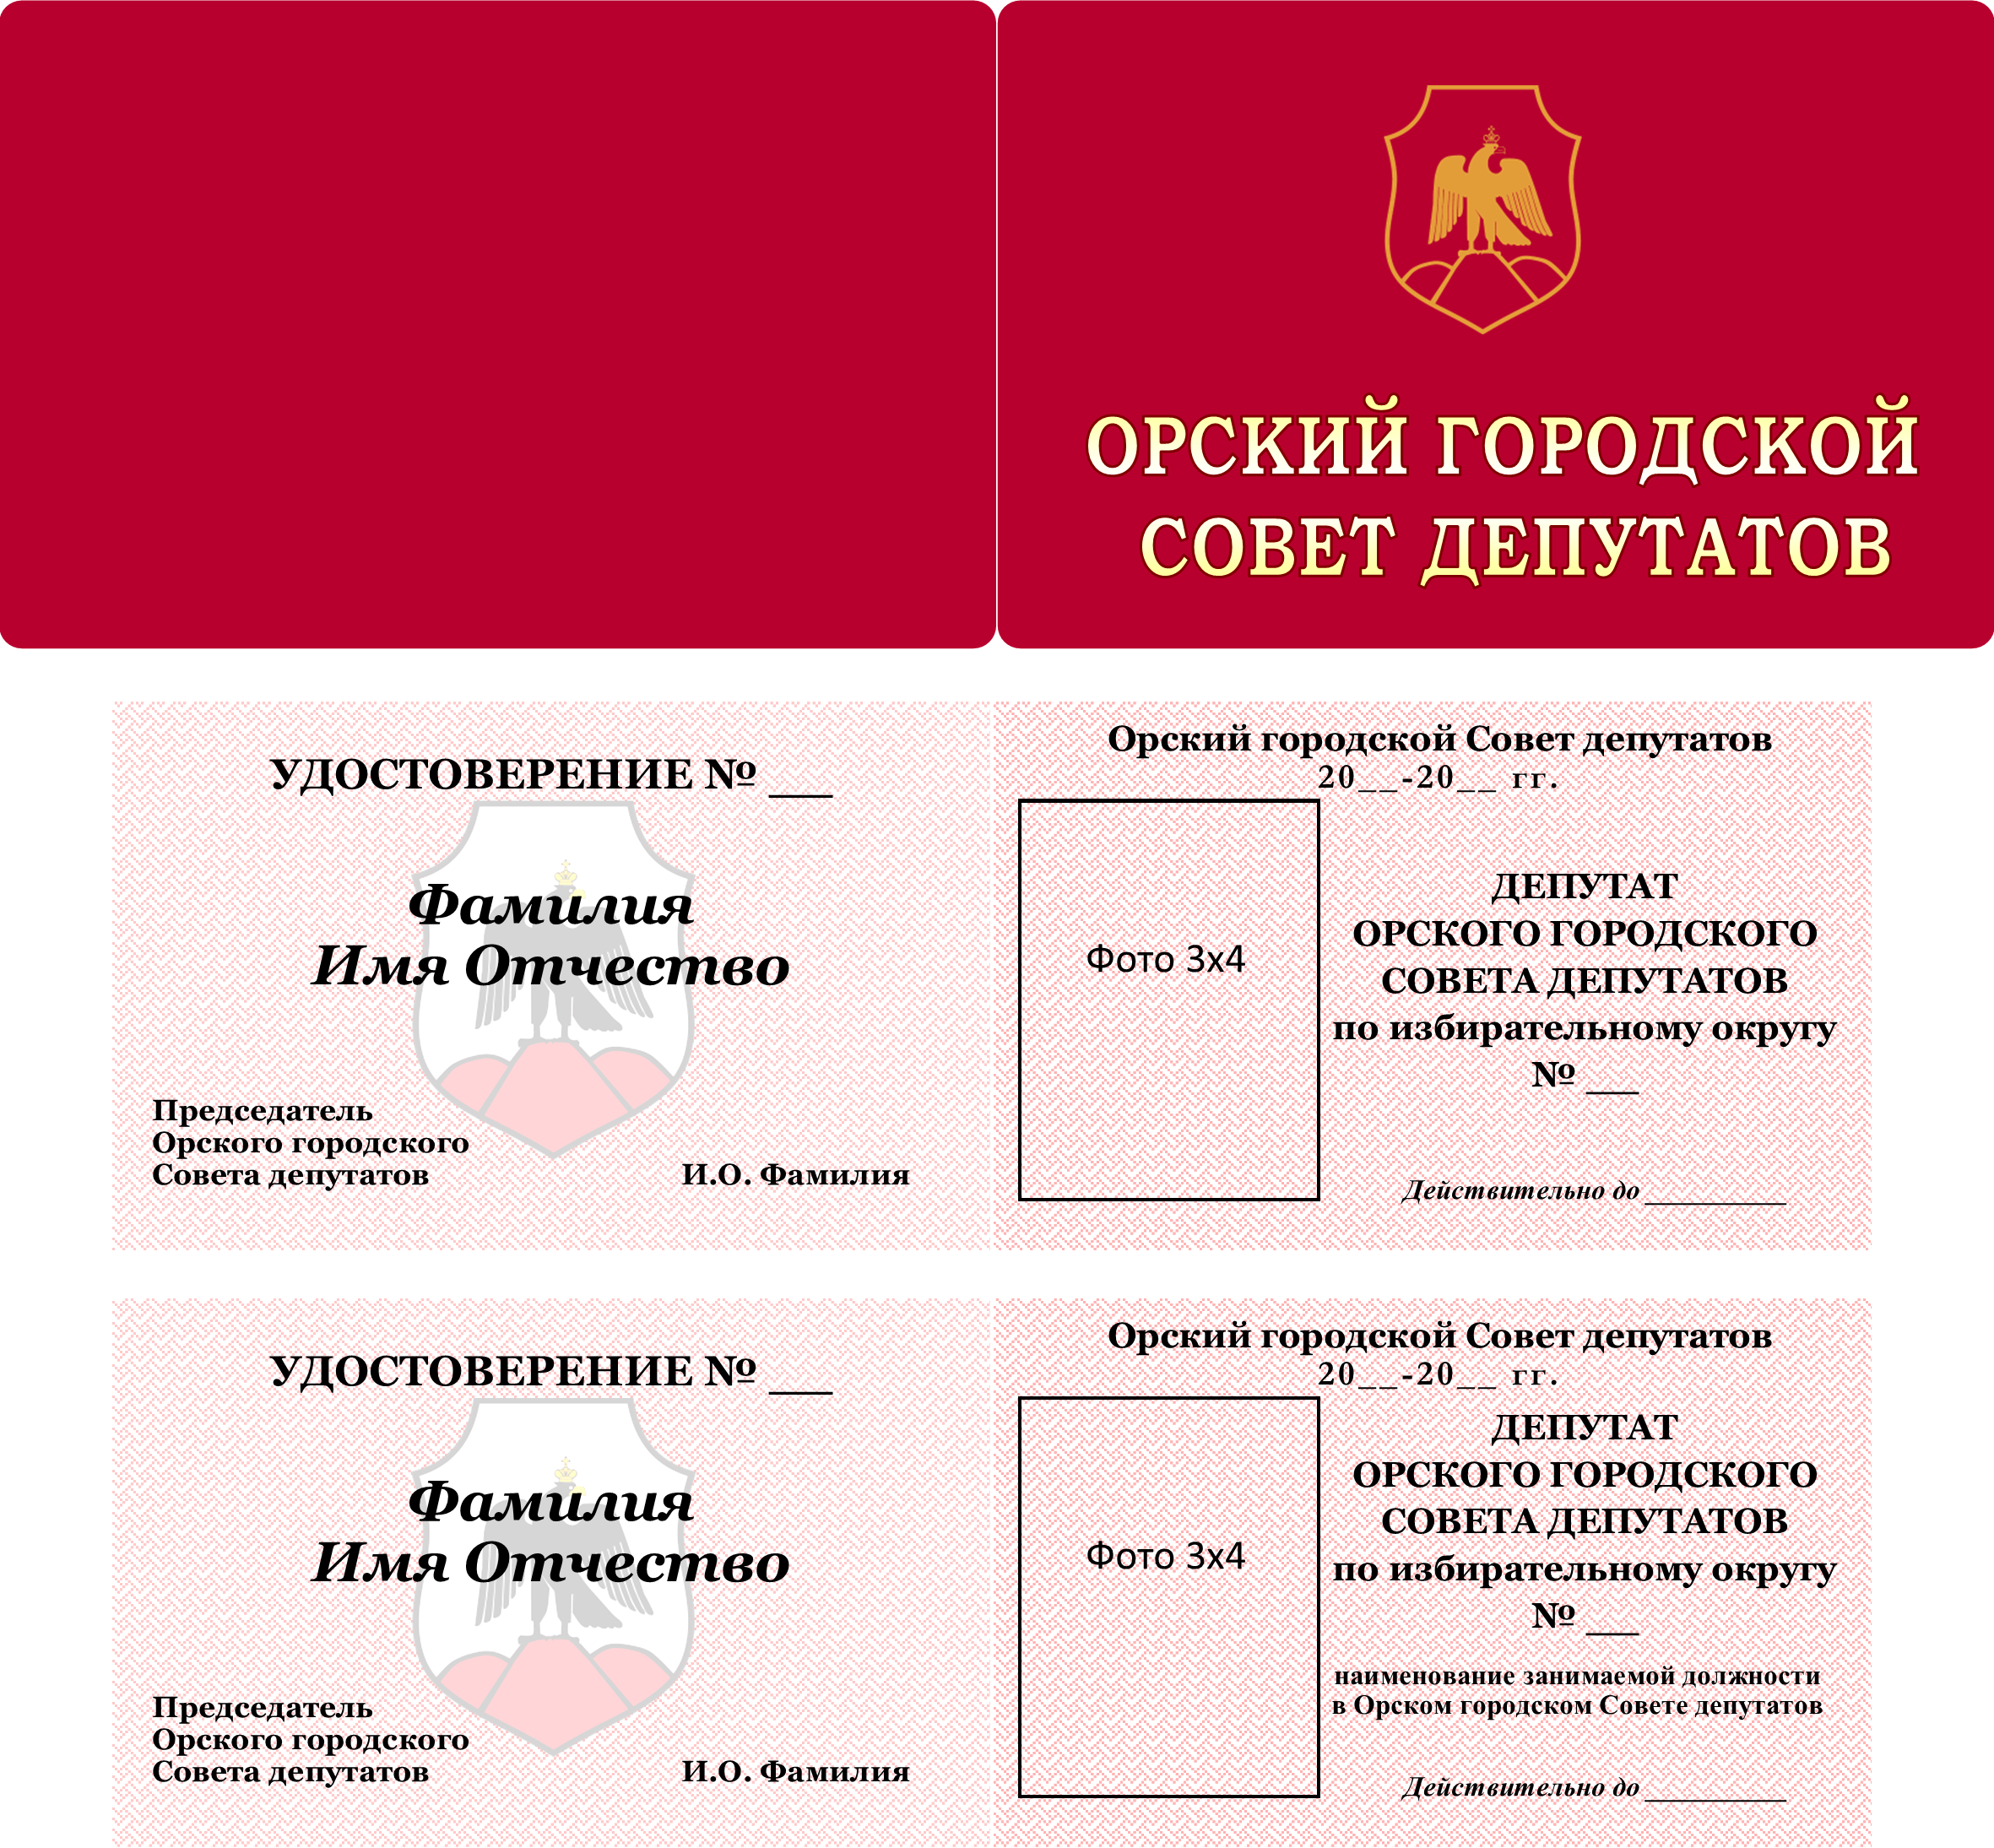 ОРСКИЙ ГОРОДСКОЙ
СОВЕТ ДЕПУТАТОВ
УДОСТОВЕРЕНИЕ № ___
Фамилия
Имя Отчество
Председатель
Орского городского
Совета депутатов И.О. Фамилия
Орский городской Совет депутатов
20__-20__ гг.
Фото 3х4
ДЕПУТАТ
ОРСКОГО ГОРОДСКОГО
СОВЕТА ДЕПУТАТОВ
по избирательному округу
№ ___
Действительно до __________
УДОСТОВЕРЕНИЕ № ___
Фамилия
Имя Отчество
Председатель
Орского городского
Совета депутатов И.О. Фамилия
Орский городской Совет депутатов
20__-20__ гг.
Фото 3х4
ДЕПУТАТ
ОРСКОГО ГОРОДСКОГО
СОВЕТА ДЕПУТАТОВ
по избирательному округу
№ ___
наименование занимаемой должности
в Орском городском Совете депутатов
Действительно до __________